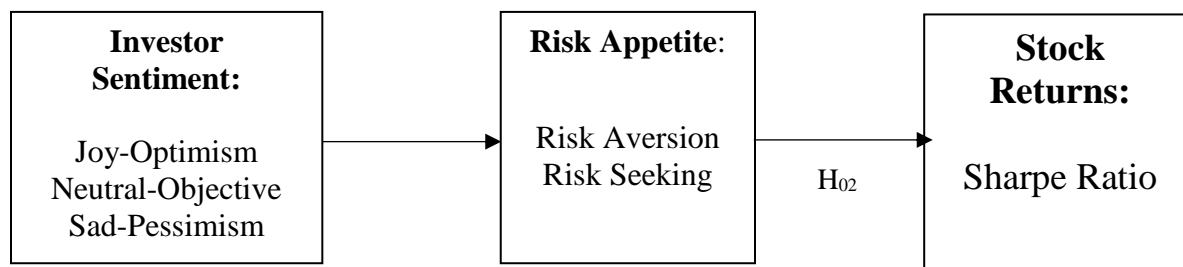 Investor
Sentiment:
Joy-Optimism
Neutral-Objective
Sad-Pessimism
Risk Appetite:
Risk Aversion
Risk Seeking
H02
Stock
Returns:
Sharpe Ratio